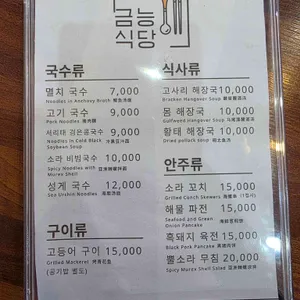 금능
식당
국수류
멸치 국수 7,000
Noodles in Anchovy Broth
고기 국수 9,000
Pork Noodles 猪肉面
서리태 검은콩국수 9,000
Noodles in Cold Black
Soybean Soup
소라 비빔국수 10,000
Spicy Noodles with
Murex Shell
성게 국수 12,000
Sea Urchin Noodles
구이류
고등어 구이 15,000
Grilled Mackerel
(공기밥 별도)
식사류
고사리 해장국 10,000
Bracken Hangover Soup
몸 해장국 10,000
Gulfweed Hangover Soup
황태 해장국 10,000
Dried pollack soup
안주류
소라 꼬치 15,000
Grilled Conch Skewers
해물 파전 15,000
Seafood and Green
Onion Pancake
흑돼지 육전 15,000
Black Pork Pancake
뿔소라 무침 20,000
Spicy Murex Shell Salad